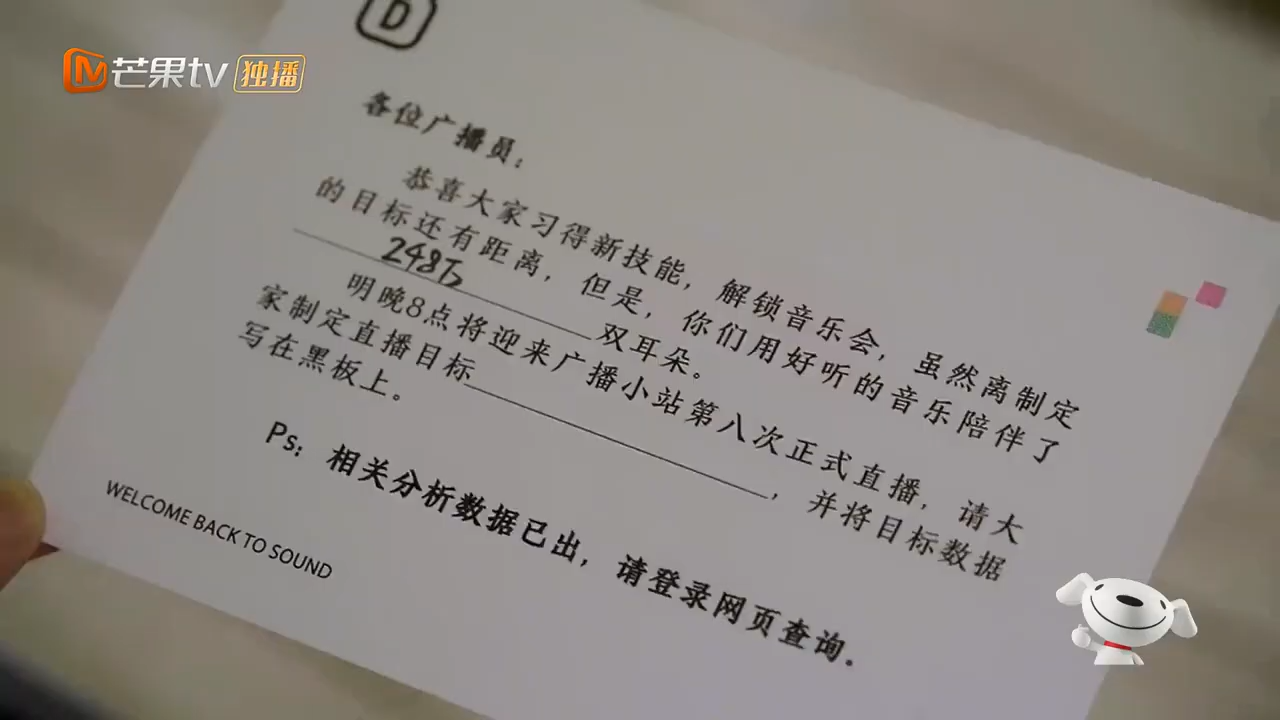 芒果tv 独播
D
各位广播员：
恭喜大家习得新技能，解锁音乐会，虽然离制定
的目标还有距离，但是，你们用好听的音乐陪伴了
248万 双耳朵。
明晚8点将迎来广播小站第八次正式直播，请大
家制定直播目标____，并将目标数据
写在黑板上。
Ps：相关分析数据已出，请登录网页查询。
WELCOME BACK TO SOUND